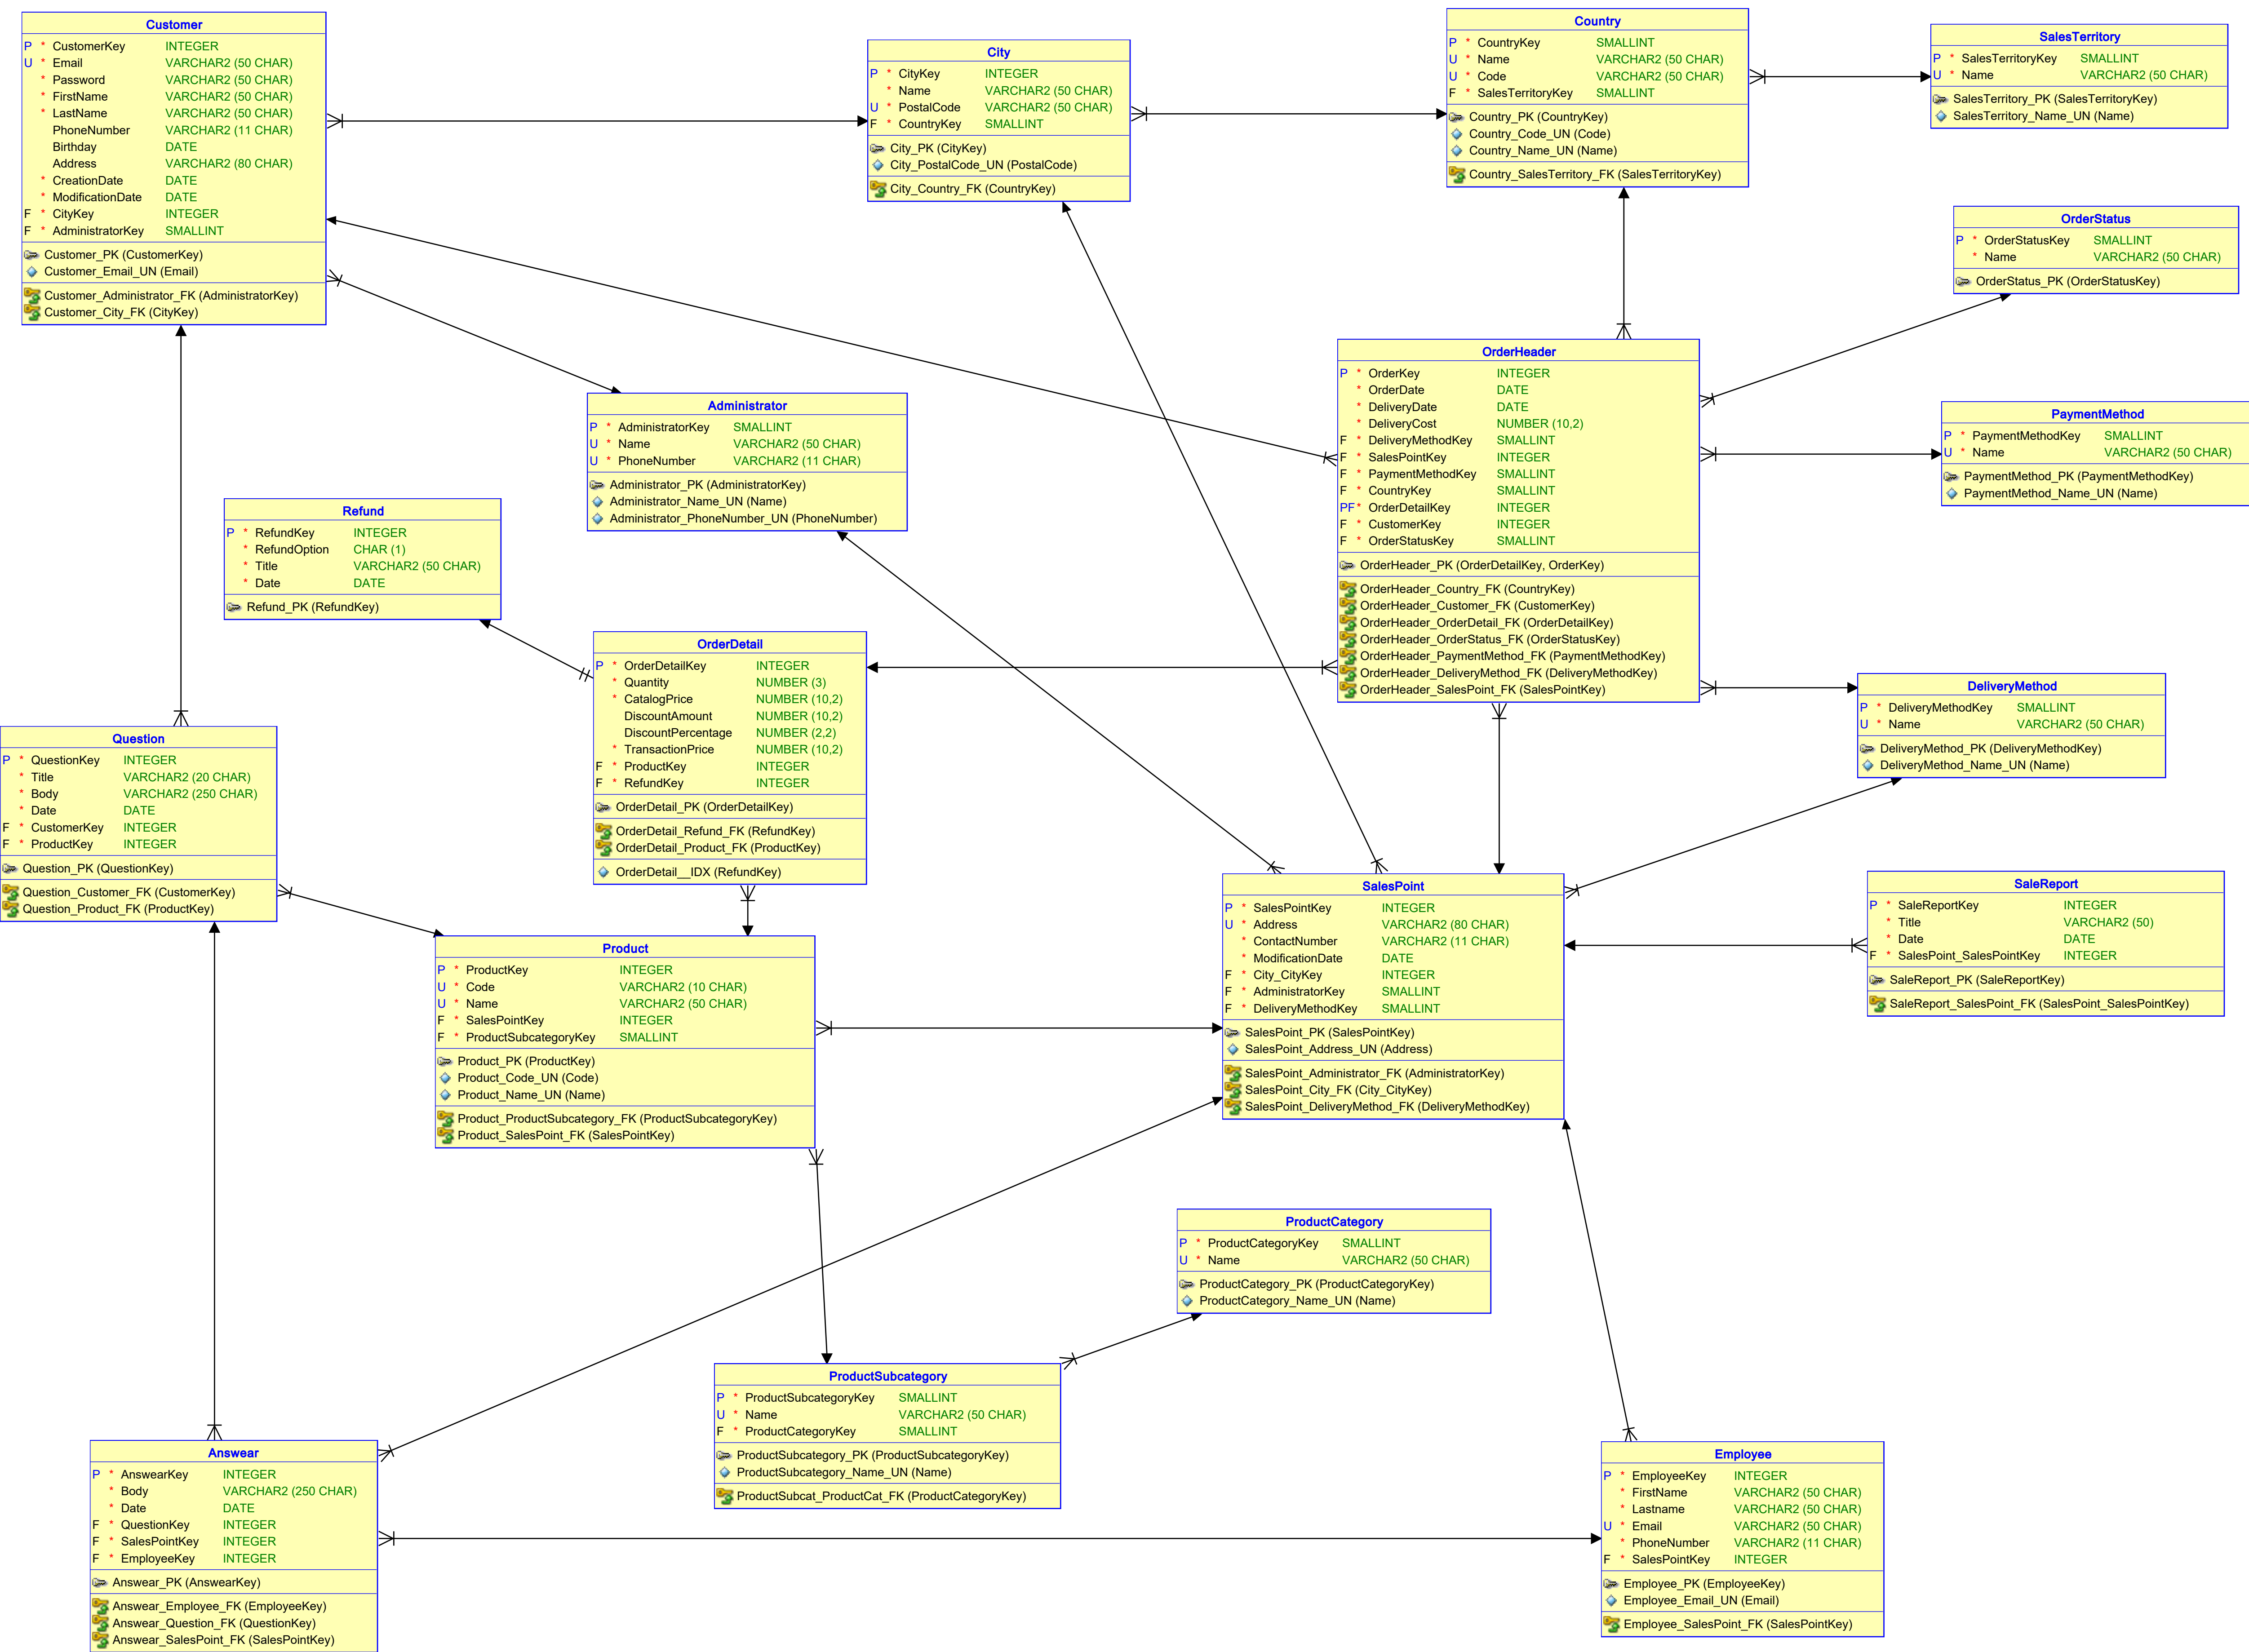 Customer
P * CustomerKey INTEGER
U * Email VARCHAR2 (50 CHAR)
* Password VARCHAR2 (50 CHAR)
* FirstName VARCHAR2 (50 CHAR)
* LastName VARCHAR2 (50 CHAR)
PhoneNumber VARCHAR2 (11 CHAR)
Birthday DATE
Address VARCHAR2 (80 CHAR)
* CreationDate DATE
* ModificationDate DATE
F * CityKey INTEGER
F * AdministratorKey SMALLINT
Customer_PK (CustomerKey)
Customer_Email_UN (Email)
Customer_Administrator_FK (AdministratorKey)
Customer_City_FK (CityKey)
City
P * CityKey INTEGER
* Name VARCHAR2 (50 CHAR)
U * PostalCode VARCHAR2 (50 CHAR)
F * CountryKey SMALLINT
City_PK (CityKey)
City_PostalCode_UN (PostalCode)
City_Country_FK (CountryKey)
Country
P * CountryKey SMALLINT
U * Name VARCHAR2 (50 CHAR)
U * Code VARCHAR2 (50 CHAR)
F * SalesTerritoryKey SMALLINT
Country_PK (CountryKey)
Country_Code_UN (Code)
Country_Name_UN (Name)
Country_SalesTerritory_FK (SalesTerritoryKey)
SalesTerritory
P * SalesTerritoryKey SMALLINT
U * Name VARCHAR2 (50 CHAR)
SalesTerritory_PK (SalesTerritoryKey)
SalesTerritory_Name_UN (Name)
OrderStatus
P * OrderStatusKey SMALLINT
* Name VARCHAR2 (50 CHAR)
OrderStatus_PK (OrderStatusKey)
Administrator
P * AdministratorKey SMALLINT
U * Name VARCHAR2 (50 CHAR)
U * PhoneNumber VARCHAR2 (11 CHAR)
Administrator_PK (AdministratorKey)
Administrator_Name_UN (Name)
Administrator_PhoneNumber_UN (PhoneNumber)
OrderHeader
P * OrderKey INTEGER
* OrderDate DATE
* DeliveryDate DATE
* DeliveryCost NUMBER (10,2)
F * DeliveryMethodKey SMALLINT
F * SalesPointKey INTEGER
F * PaymentMethodKey SMALLINT
F * CountryKey SMALLINT
PF * OrderDetailKey INTEGER
F * CustomerKey INTEGER
F * OrderStatusKey SMALLINT
OrderHeader_PK (OrderDetailKey, OrderKey)
OrderHeader_Country_FK (CountryKey)
OrderHeader_Customer_FK (CustomerKey)
OrderHeader_OrderDetail_FK (OrderDetailKey)
OrderHeader_OrderStatus_FK (OrderStatusKey)
OrderHeader_PaymentMethod_FK (PaymentMethodKey)
OrderHeader_DeliveryMethod_FK (DeliveryMethodKey)
OrderHeader_SalesPoint_FK (SalesPointKey)
PaymentMethod
P * PaymentMethodKey SMALLINT
U * Name VARCHAR2 (50 CHAR)
PaymentMethod_PK (PaymentMethodKey)
PaymentMethod_Name_UN (Name)
Refund
P * RefundKey INTEGER
* RefundOption CHAR (1)
* Title VARCHAR2 (50 CHAR)
* Date DATE
Refund_PK (RefundKey)
OrderDetail
P * OrderDetailKey INTEGER
* Quantity NUMBER (3)
* CatalogPrice NUMBER (10,2)
DiscountAmount NUMBER (10,2)
DiscountPercentage NUMBER (2,2)
* TransactionPrice NUMBER (10,2)
F * ProductKey INTEGER
F * RefundKey INTEGER
OrderDetail_PK (OrderDetailKey)
OrderDetail_Refund_FK (RefundKey)
OrderDetail_Product_FK (ProductKey)
OrderDetail__IDX (RefundKey)
DeliveryMethod
P * DeliveryMethodKey SMALLINT
U * Name VARCHAR2 (50 CHAR)
DeliveryMethod_PK (DeliveryMethodKey)
DeliveryMethod_Name_UN (Name)
Question
P * QuestionKey INTEGER
* Title VARCHAR2 (20 CHAR)
* Body VARCHAR2 (250 CHAR)
* Date DATE
F * CustomerKey INTEGER
F * ProductKey INTEGER
Question_PK (QuestionKey)
Question_Customer_FK (CustomerKey)
Question_Product_FK (ProductKey)
SalesPoint
P * SalesPointKey INTEGER
U * Address VARCHAR2 (80 CHAR)
* ContactNumber VARCHAR2 (11 CHAR)
* ModificationDate DATE
F * City_CityKey INTEGER
F * AdministratorKey SMALLINT
F * DeliveryMethodKey SMALLINT
SalesPoint_PK (SalesPointKey)
SalesPoint_Address_UN (Address)
SalesPoint_Administrator_FK (AdministratorKey)
SalesPoint_City_FK (City_CityKey)
SalesPoint_DeliveryMethod_FK (DeliveryMethodKey)
SaleReport
P * SaleReportKey INTEGER
* Title VARCHAR2 (50)
* Date DATE
F * SalesPoint_SalesPointKey INTEGER
SaleReport_PK (SaleReportKey)
SaleReport_SalesPoint_FK (SalesPoint_SalesPointKey)
Product
P * ProductKey INTEGER
U * Code VARCHAR2 (10 CHAR)
U * Name VARCHAR2 (50 CHAR)
F * SalesPointKey INTEGER
F * ProductSubcategoryKey SMALLINT
Product_PK (ProductKey)
Product_Code_UN (Code)
Product_Name_UN (Name)
Product_ProductSubcategory_FK (ProductSubcategoryKey)
Product_SalesPoint_FK (SalesPointKey)
ProductCategory
P * ProductCategoryKey SMALLINT
U * Name VARCHAR2 (50 CHAR)
ProductCategory_PK (ProductCategoryKey)
ProductCategory_Name_UN (Name)
ProductSubcategory
P * ProductSubcategoryKey SMALLINT
U * Name VARCHAR2 (50 CHAR)
F * ProductCategoryKey SMALLINT
ProductSubcategory_PK (ProductSubcategoryKey)
ProductSubcategory_Name_UN (Name)
ProductSubcat_ProductCat_FK (ProductCategoryKey)
Answear
P * AnswearKey INTEGER
* Body VARCHAR2 (250 CHAR)
* Date DATE
F * QuestionKey INTEGER
F * SalesPointKey INTEGER
F * EmployeeKey INTEGER
Answear_PK (AnswearKey)
Answear_Employee_FK (EmployeeKey)
Answear_Question_FK (QuestionKey)
Answear_SalesPoint_FK (SalesPointKey)
Employee
P * EmployeeKey INTEGER
* FirstName VARCHAR2 (50 CHAR)
* Lastname VARCHAR2 (50 CHAR)
U * Email VARCHAR2 (50 CHAR)
* PhoneNumber VARCHAR2 (11 CHAR)
F * SalesPointKey INTEGER
Employee_PK (EmployeeKey)
Employee_Email_UN (Email)
Employee_SalesPoint_FK (SalesPointKey)